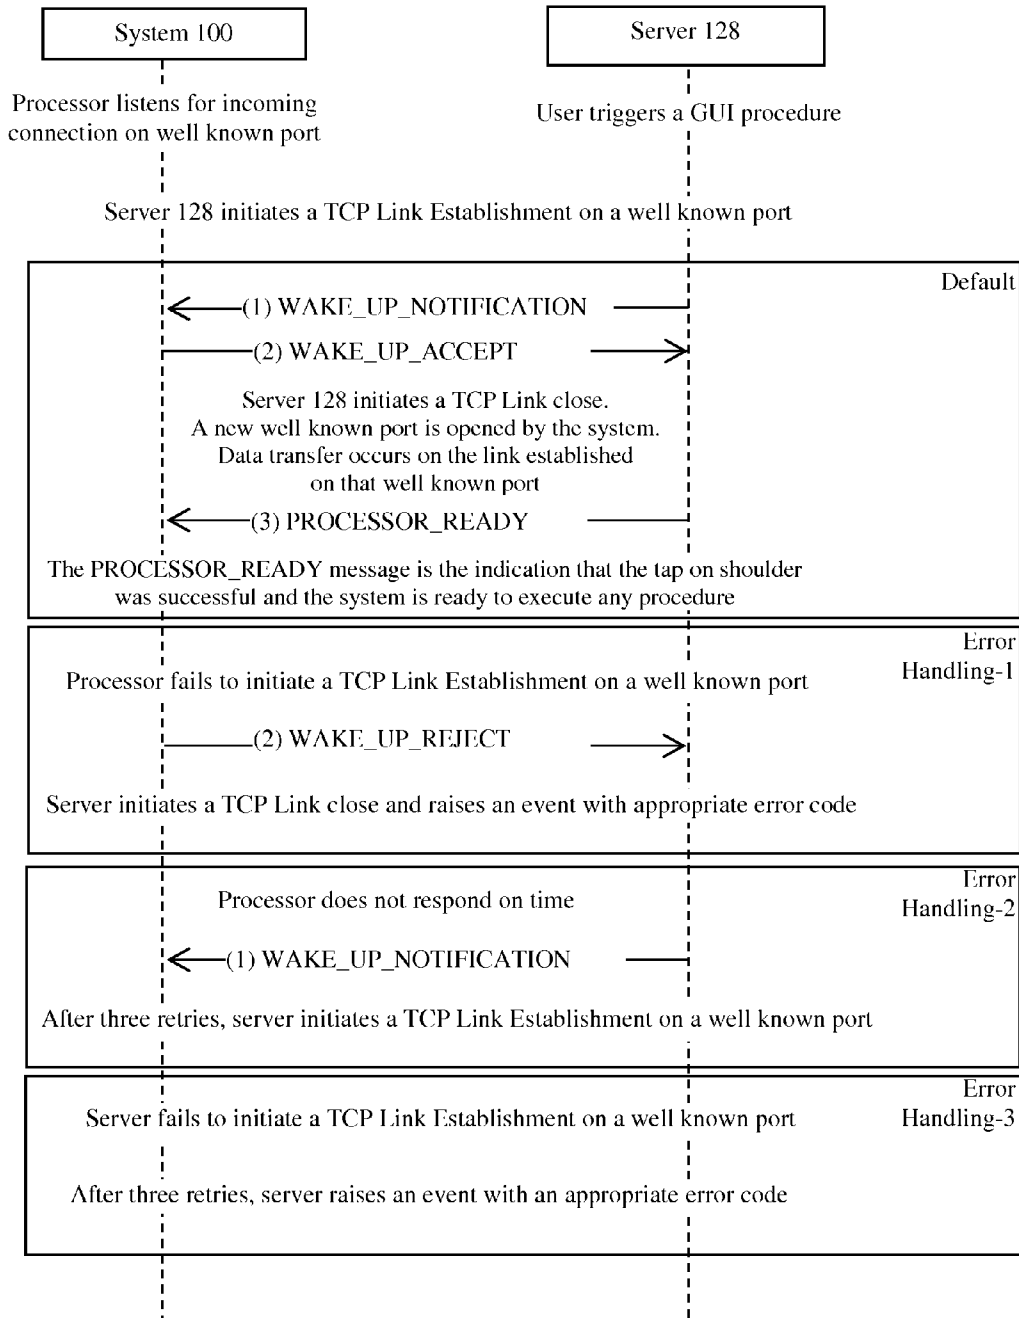 System 100
Server 128
Processor listens for incoming
connection on well known port
User triggers a GUI procedure
Server 128 initiates a TCP Link Establishment on a well known port
Default
(1) WAKE_UP_NOTIFICATION
(2) WAKE_UP_ACCEPT
Server 128 initiates a TCP Link close.
A new well known port is opened by the system.
Data transfer occurs on the link established
on that well known port
(3) PROCESSOR_READY
The PROCESSOR_READY message is the indication that the tap on shoulder
was successful and the system is ready to execute any procedure
Error
Handling-1
Processor fails to initiate a TCP Link Establishment on a well known port
(2) WAKE_UP_REJECT
Server initiates a TCP Link close and raises an event with appropriate error code
Error
Handling-2
Processor does not respond on time
(1) WAKE_UP_NOTIFICATION
After three retries, server initiates a TCP Link Establishment on a well known port
Error
Handling-3
Server fails to initiate a TCP Link Establishment on a well known port
After three retries, server raises an event with an appropriate error code